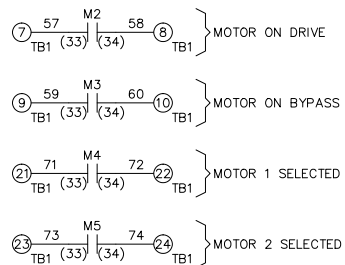 M2
7 57 58 8 MOTOR ON DRIVE
TB1 (33) (34) TB1
M3
9 59 60 10 MOTOR ON BYPASS
TB1 (33) (34) TB1
M4
21 71 72 22 MOTOR 1 SELECTED
TB1 (33) (34) TB1
M5
23 73 74 24 MOTOR 2 SELECTED
TB1 (33) (34) TB1